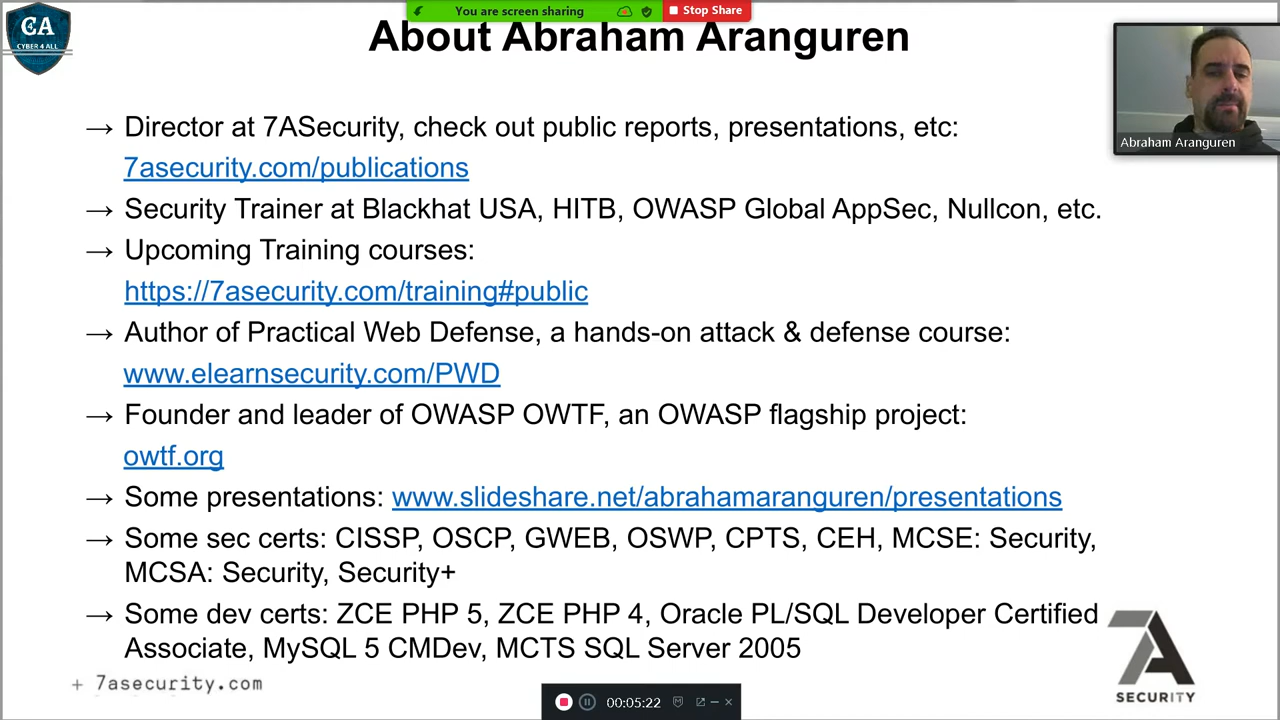 CA
CYBER 4 ALL
You are screen sharing
Stop Share
About Abraham Aranguren
Abraham Aranguren
→ Director at 7ASecurity, check out public reports, presentations, etc:
7asecurity.com/publications
→ Security Trainer at Blackhat USA, HITB, OWASP Global AppSec, Nullcon, etc.
→ Upcoming Training courses:
https://7asecurity.com/training#public
→ Author of Practical Web Defense, a hands-on attack & defense course:
www.elearnsecurity.com/PWD
→ Founder and leader of OWASP OWTF, an OWASP flagship project:
owtf.org
→ Some presentations: www.slideshare.net/abrahamaranguren/presentations
→ Some sec certs: CISSP, OSCP, GWEB, OSWP, CPTS, CEH, MCSE: Security,
MCSA: Security, Security+
→ Some dev certs: ZCE PHP 5, ZCE PHP 4, Oracle PL/SQL Developer Certified
Associate, MySQL 5 CMDev, MCTS SQL Server 2005
+ 7asecurity.com
00:05:22
7A
SECURITY